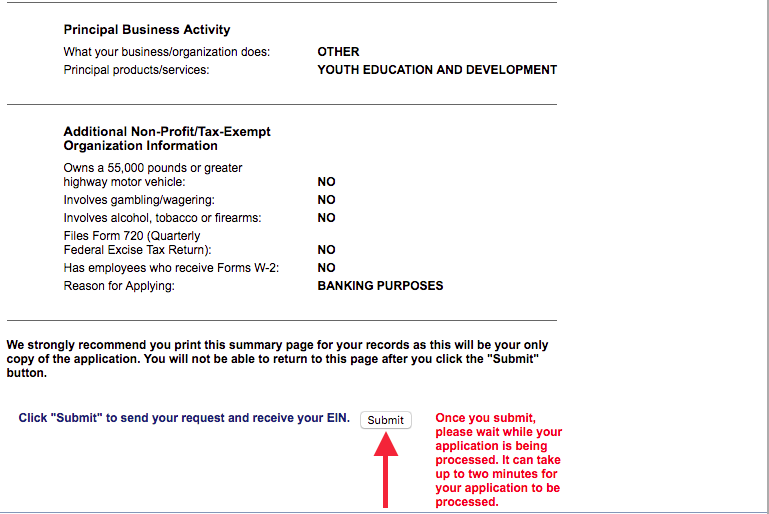 Principal Business Activity
What your business/organization does: OTHER
Principal products/services: YOUTH EDUCATION AND DEVELOPMENT
Additional Non-Profit/Tax-Exempt
Organization Information
Owns a 55,000 pounds or greater
highway motor vehicle: NO
Involves gambling/wagering: NO
Involves alcohol, tobacco or firearms: NO
Files Form 720 (Quarterly
Federal Excise Tax Return): NO
Has employees who receive Forms W-2: NO
Reason for Applying: BANKING PURPOSES
We strongly recommend you print this summary page for your records as this will be your only
copy of the application. You will not be able to return to this page after you click the "Submit"
button.
Click "Submit" to send your request and receive your EIN. Submit
Once you submit,
please wait while your
application is being
processed. It can take
up to two minutes for
your application to be
processed.